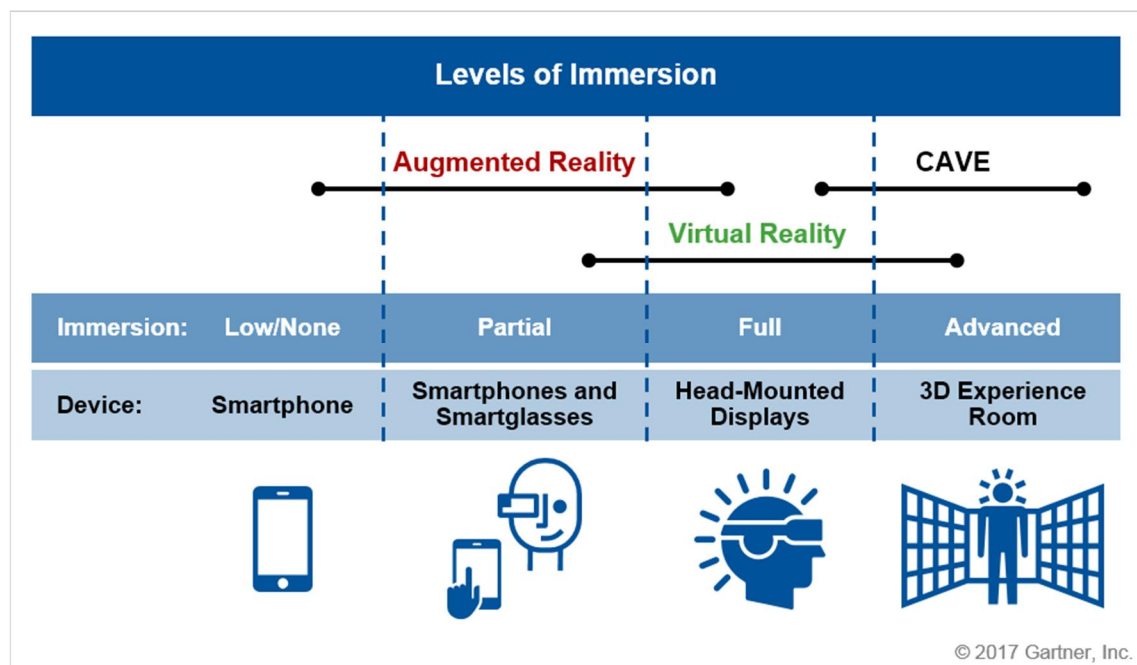 Levels of Immersion
Augmented Reality
CAVE
Virtual Reality
Immersion: Low/None Partial Full Advanced
Device: Smartphone Smartphones and Smartglasses Head-Mounted Displays 3D Experience Room
© 2017 Gartner, Inc.